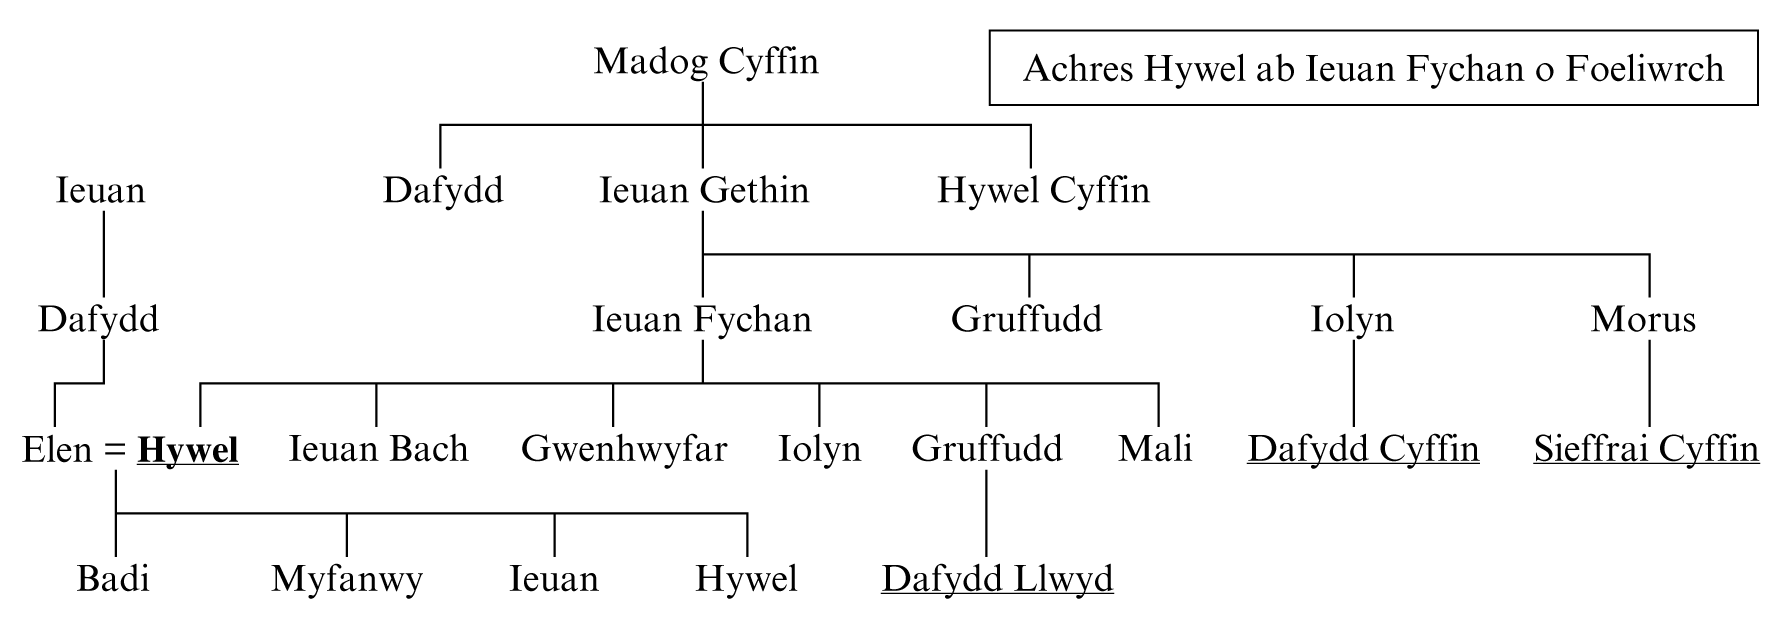 Madog Cyffin
Achres Hywel ab Ieuan Fychan o Foeliwrch
Ieuan Dafydd Ieuan Gethin Hywel Cyffin
Dafydd Ieuan Fychan Gruffudd Iolyn Morus
Elen = Hywel Ieuan Bach Gwenhwyfar Iolyn Gruffudd Mali Dafydd Cyffin Sieffrai Cyffin
Badi Myfanwy Ieuan Hywel Dafydd Llwyd